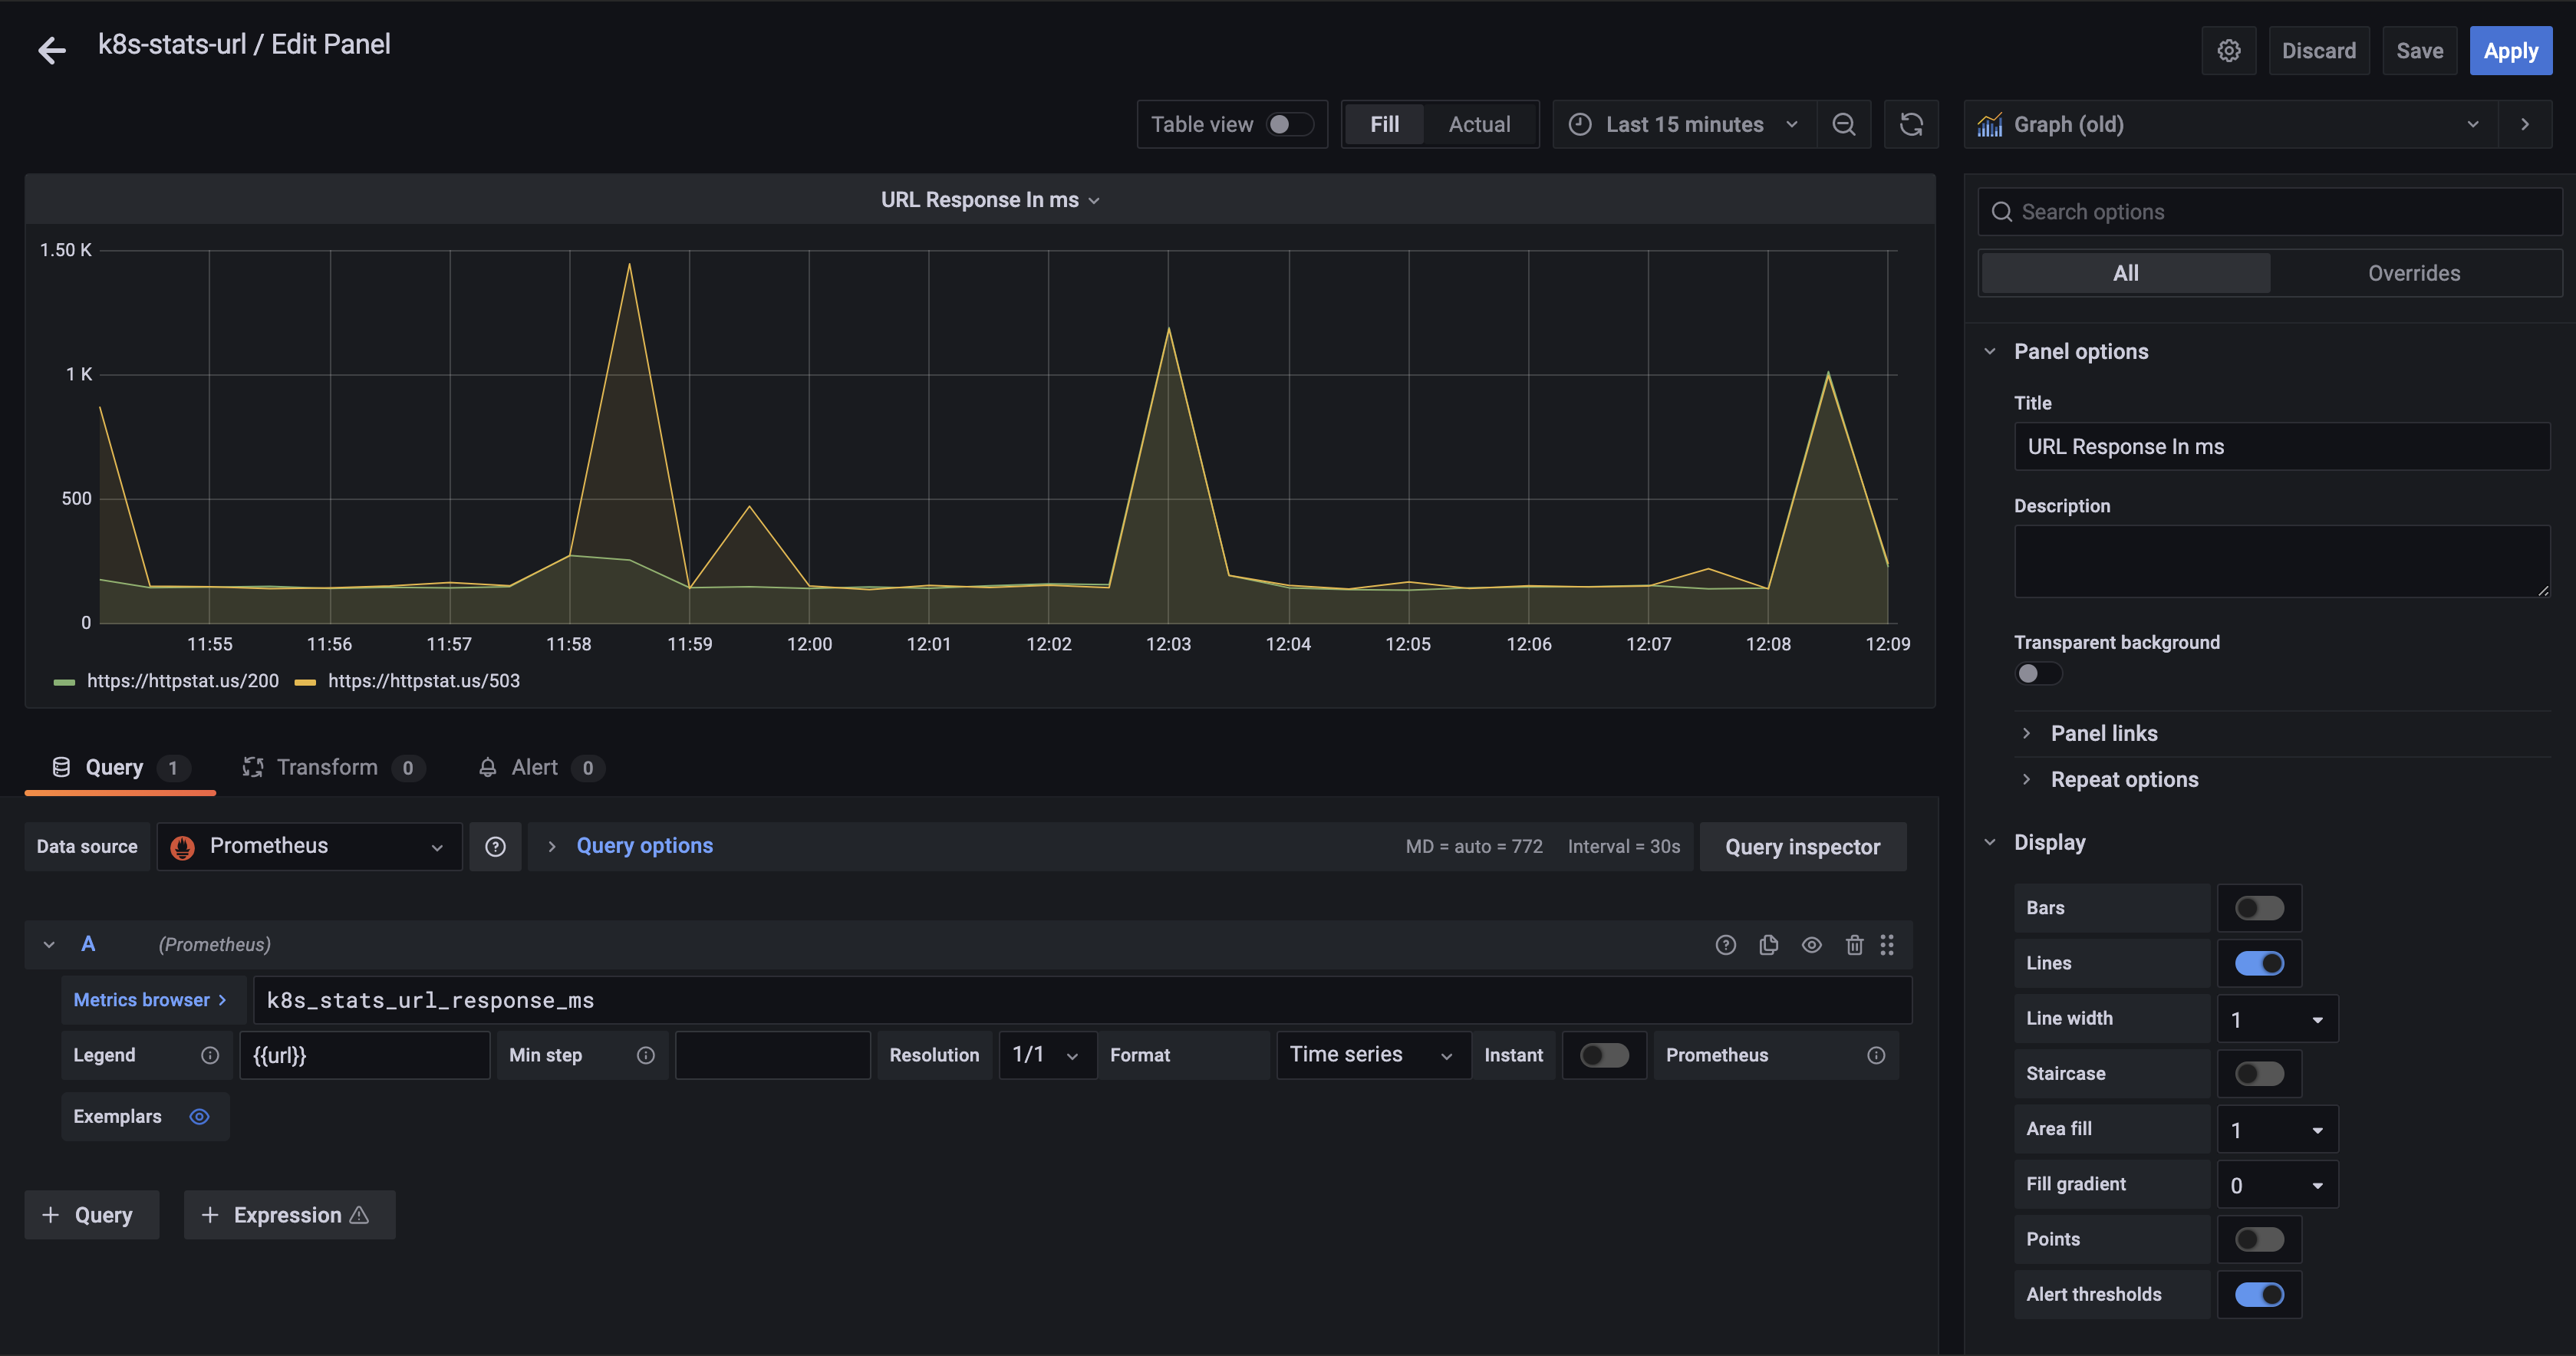 k8s-stats-url / Edit Panel
Discard
Save
Apply
Table view
Fill
Actual
Last 15 minutes
Graph (old)
URL Response In ms
1.50 K
1 K
500
0
11:55
11:56
11:57
11:58
11:59
12:00
12:01
12:02
12:03
12:04
12:05
12:06
12:07
12:08
12:09
https://httpstat.us/200
https://httpstat.us/503
Query 1
Transform 0
Alert 0
Data source
Prometheus
Query options
MD = auto = 772
Interval = 30s
Query inspector
A
(Prometheus)
Metrics browser
k8s_stats_url_response_ms
Legend
{{url}}
Min step
Resolution
1/1
Format
Time series
Instant
Prometheus
Exemplars
+ Query
+ Expression
Search options
All
Overrides
Panel options
Title
URL Response In ms
Description
Transparent background
Panel links
Repeat options
Display
Bars
Lines
Line width
1
Staircase
Area fill
1
Fill gradient
0
Points
Alert thresholds